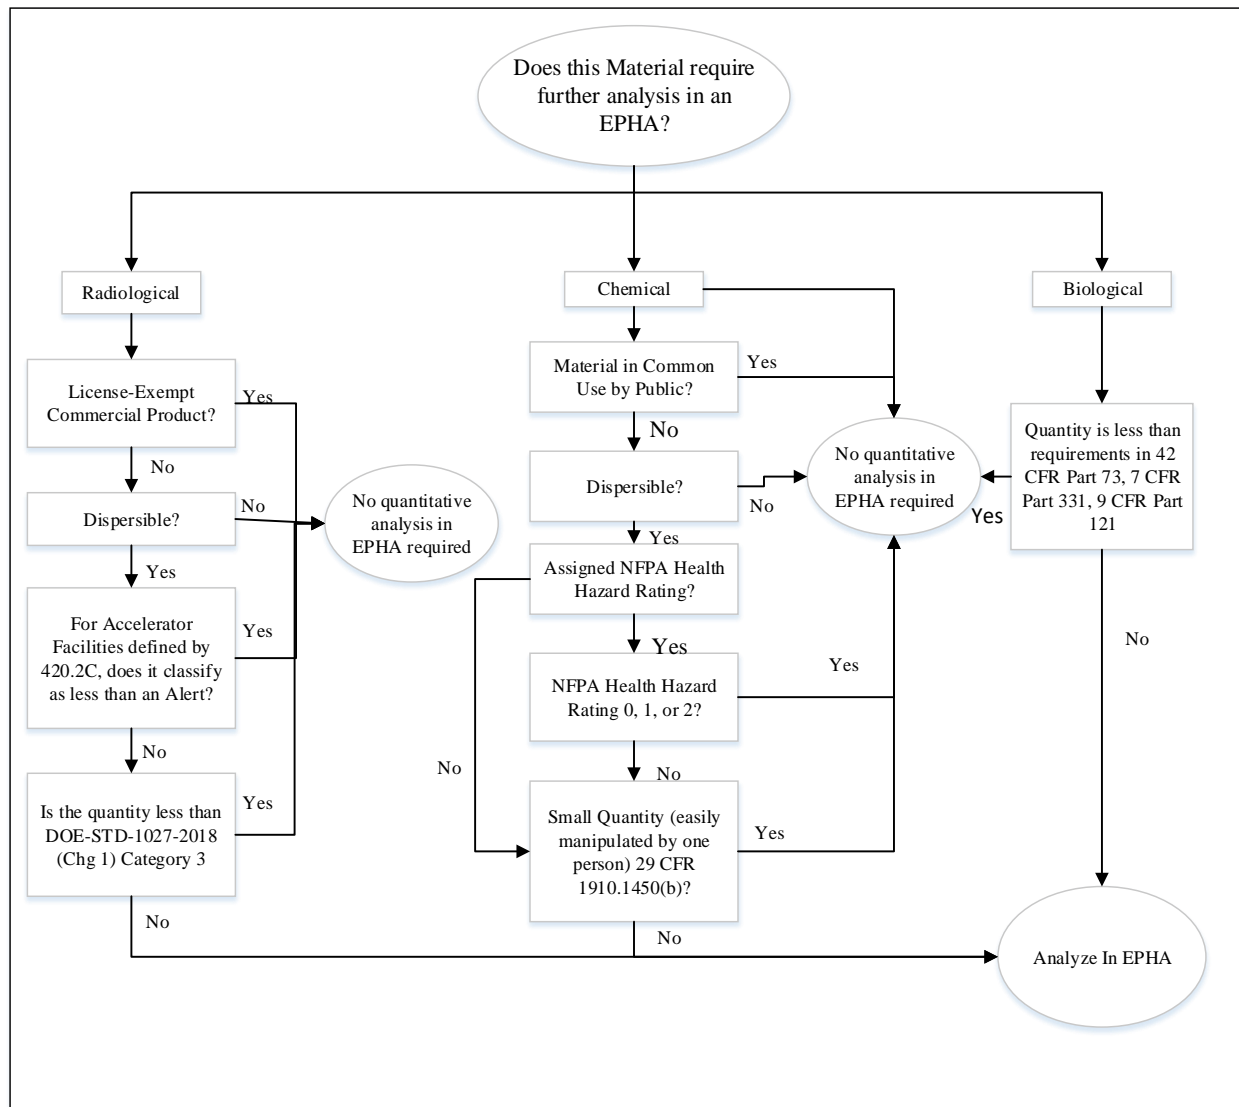 Does this Material require
further analysis in an
EPHA?
Radiological
Chemical
Biological
License-Exempt
Commercial Product?
Yes
No
Dispersible?
No
Yes
For Accelerator
Facilities defined by
420.2C, does it classify
as less than an Alert?
Yes
No
Is the quantity less than
DOE-STD-1027-2018
(Chg 1) Category 3
Yes
No
No quantitative
analysis in
EPHA required
Material in Common
Use by Public?
Yes
No
Dispersible?
No
Yes
Assigned NFPA Health
Hazard Rating?
Yes
No
NFPA Health Hazard
Rating 0, 1, or 2?
Yes
No
Small Quantity (easily
manipulated by one
person) 29 CFR
1910.1450(b)?
Yes
No
No quantitative
analysis in
EPHA required
Quantity is less than
requirements in 42
CFR Part 73, 7 CFR
Part 331, 9 CFR Part
121
Yes
No
Analyze In EPHA